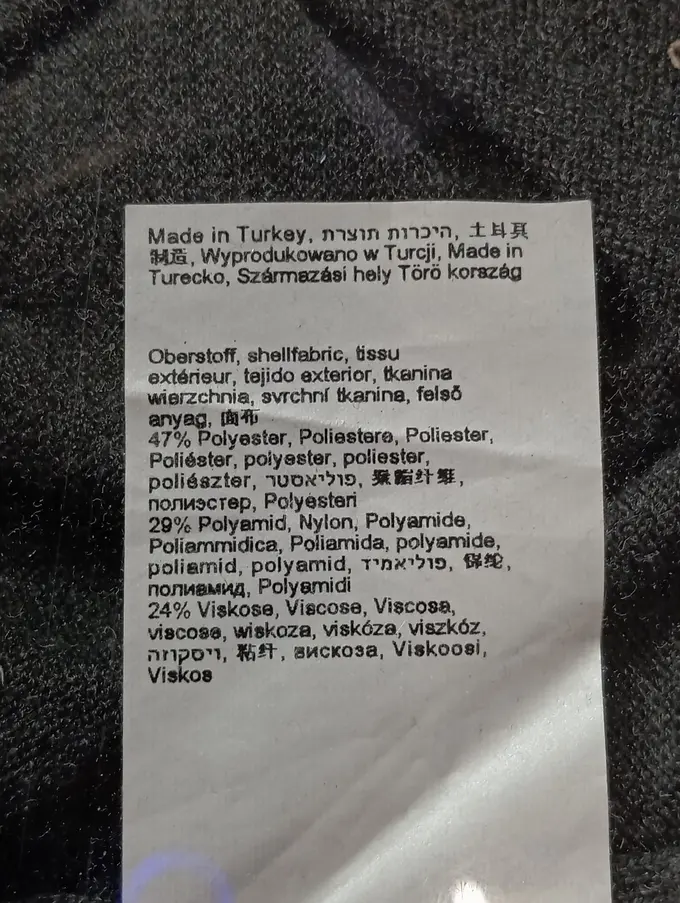 Made in Turkey, היכרות תוצרת, 土耳其
制造, Wyprodukowano w Turcji, Made in
Turecko, Származási hely Törö kország
Oberstoff, shellfabric, tissu
extérieur, tejido exterior, tkanina
wierzchnia, svrchní tkanina, felső
anyag, 面布
47% Polyester, Poliestere, Poliester,
Poliéster, polyester, poliester,
poliészter, פוליאסטר, 聚酯纤维,
полиэстер, Polyesteri
29% Polyamid, Nylon, Polyamide,
Poliammidica, Poliamida, polyamide,
poliamid, polyamid, פוליאמיד, 锦纶,
полиамид, Polyamidi
24% Viskose, Viscose, Viscosa,
viscose, wiskoza, viskóza, viszkóz,
ויסקוזה, 粘纤, вискоза, Viskoosi,
Viskos